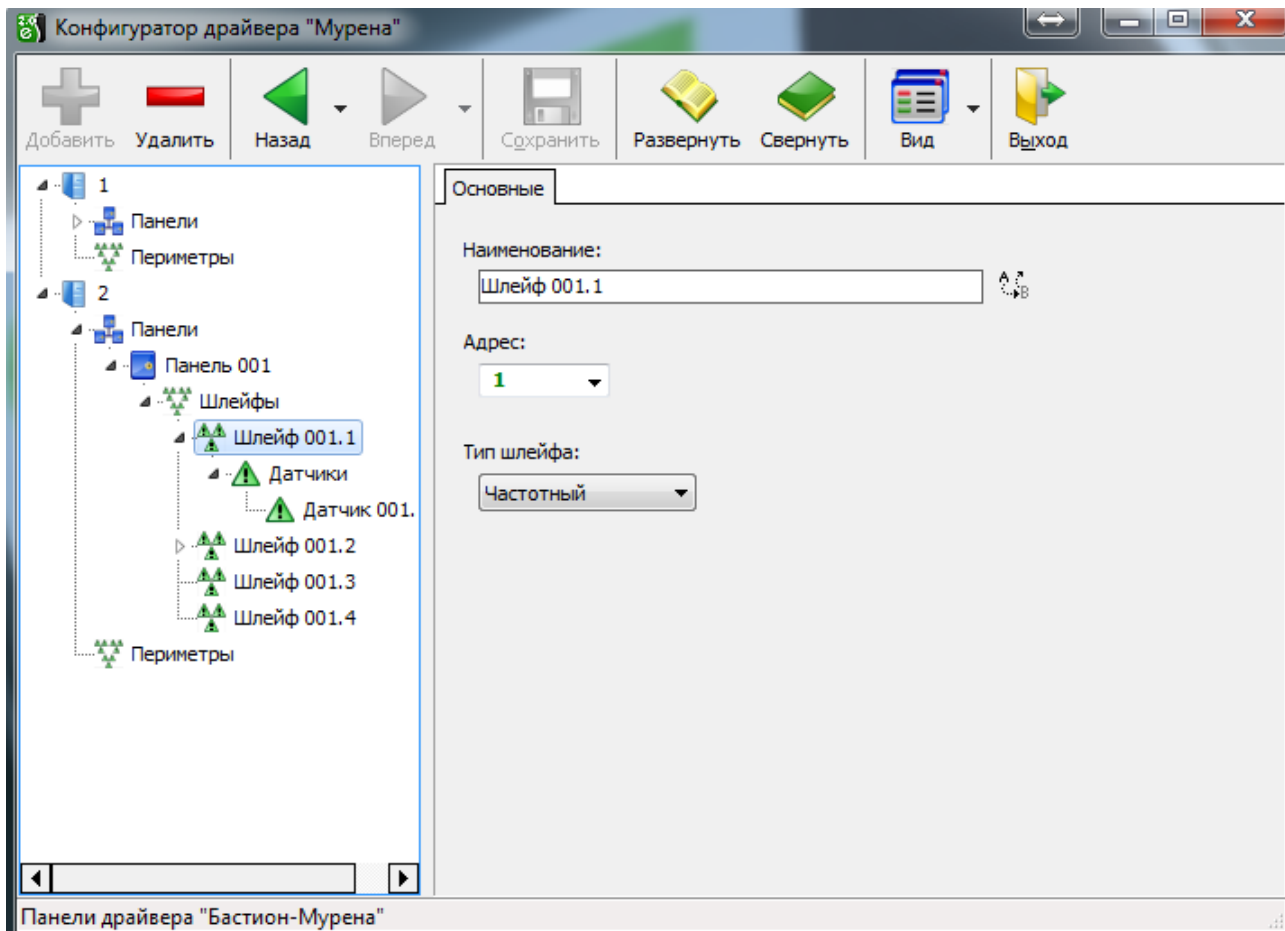 Конфигуратор драйвера "Мурена"
Добавить Удалить Назад Вперед Сохранить Развернуть Свернуть Вид Выход
1
Панели
Периметры
2
Панели
Панель 001
Шлейфы
Шлейф 001.1
Датчики
Датчик 001.
Шлейф 001.2
Шлейф 001.3
Шлейф 001.4
Периметры
Основные
Наименование:
Шлейф 001.1
A B
Адрес:
1
Тип шлейфа:
Частотный
Панели драйвера "Бастион-Мурена"